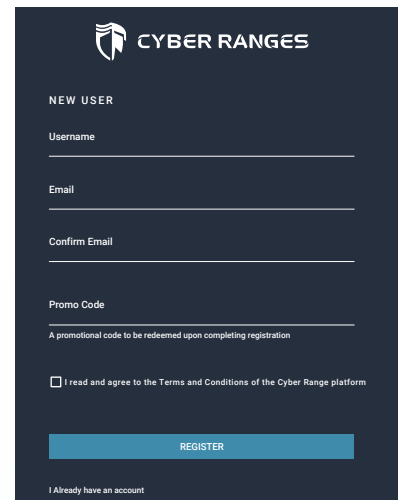 CYBER RANGES
NEW USER
Username
Email
Confirm Email
Promo Code
A promotional code to be redeemed upon completing registration
I read and agree to the Terms and Conditions of the Cyber Range platform
REGISTER
I Already have an account